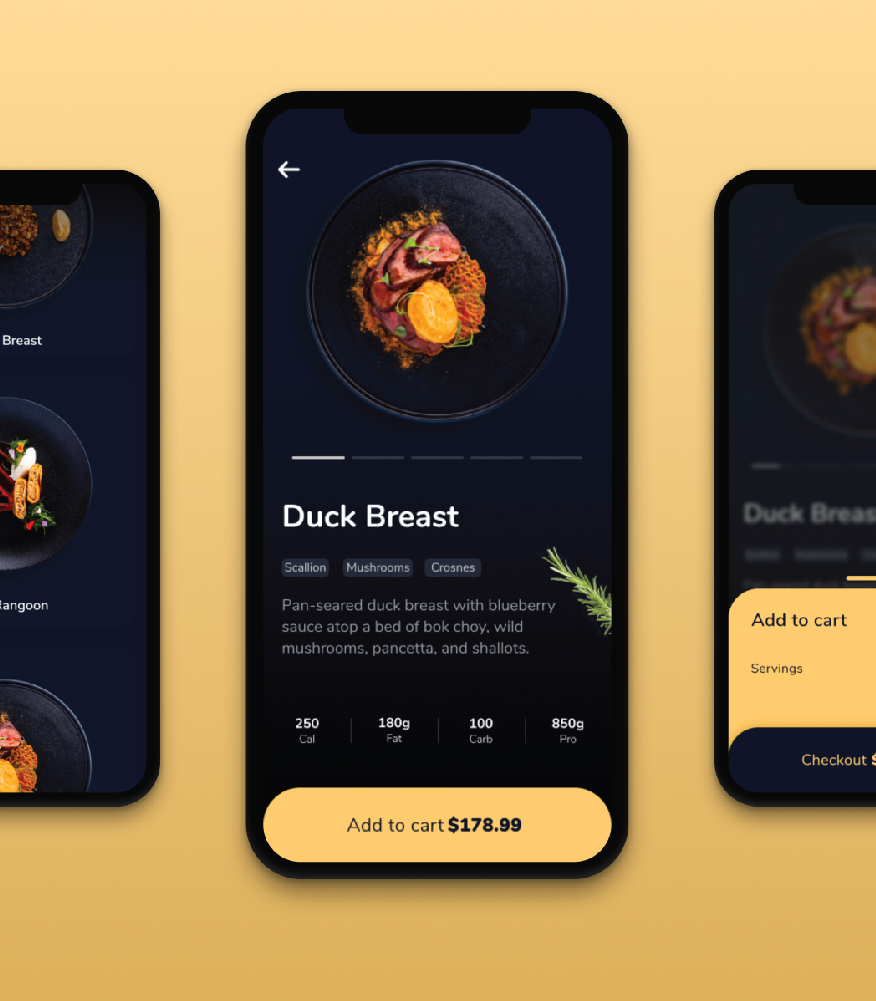 Breast
Rangoon
Duck Breast
Scallion Mushrooms Crosnes
Pan-seared duck breast with blueberry
sauce atop a bed of bok choy, wild
mushrooms, pancetta, and shallots.
250 180g 100 850g
Cal Fat Carb Pro
Add to cart $178.99
Duck Breas
Add to cart
Servings
Checkout $